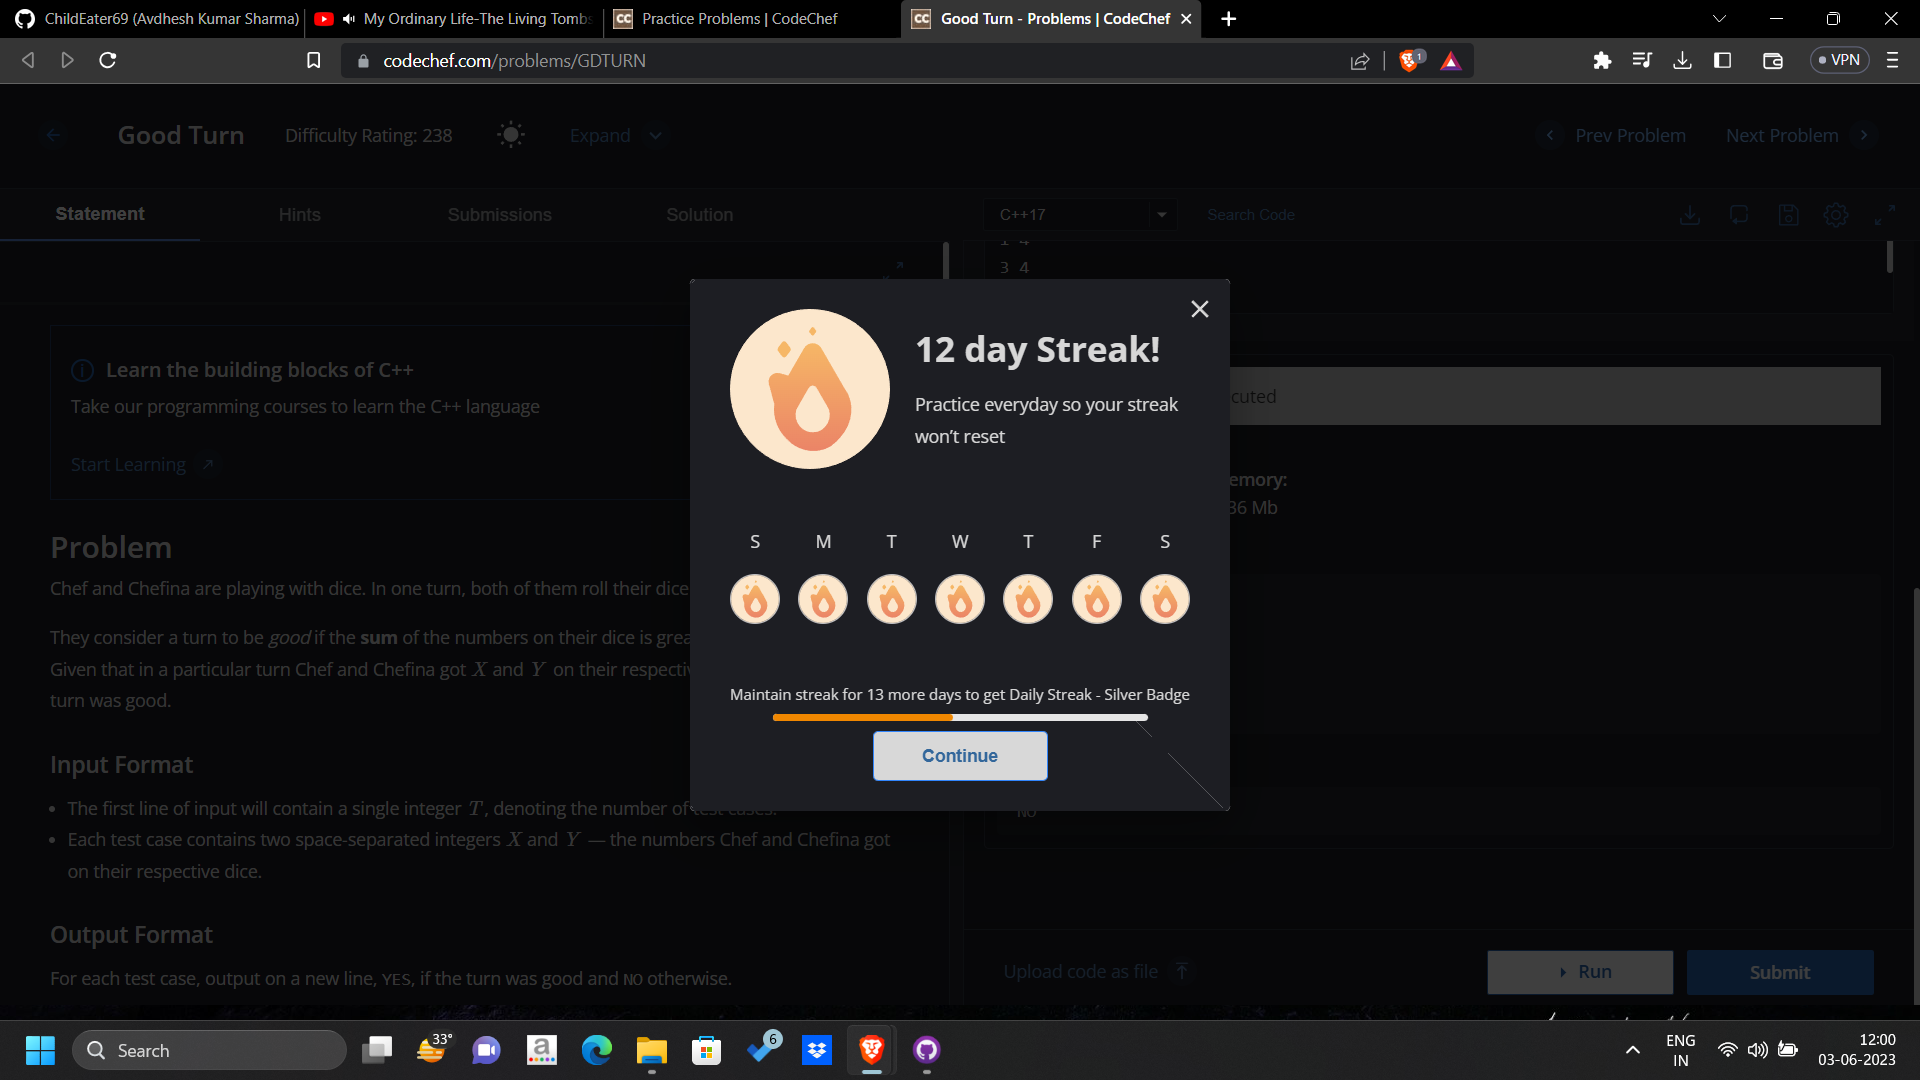 ChildEater69 (Avdhesh Kumar Sharma)
My Ordinary Life-The Living Tombs
CC Practice Problems | CodeChef
CC Good Turn - Problems | CodeChef
codechef.com/problems/GDTURN
1
VPN
Good Turn
Difficulty Rating: 238
Expand
Prev Problem
Next Problem
Statement
Hints
Submissions
Solution
C++17
Search Code
1 4
3 4
Learn the building blocks of C++
Take our programming courses to learn the C++ language
Start Learning
Problem
Chef and Chefina are playing with dice. In one turn, both of them roll their dice
They consider a turn to be good if the sum of the numbers on their dice is grea
Given that in a particular turn Chef and Chefina got X and Y on their respectiv
turn was good.
Input Format
• The first line of input will contain a single integer T, denoting the number of test cases.
• Each test case contains two space-separated integers X and Y — the numbers Chef and Chefina got
on their respective dice.
Output Format
For each test case, output on a new line, YES, if the turn was good and NO otherwise.
12 day Streak!
Practice everyday so your streak
won't reset
S M T W T F S
Maintain streak for 13 more days to get Daily Streak - Silver Badge
Continue
cuted
emory:
36 Mb
NO
Upload code as file
Run
Submit
Search
33°
a
6
ENG
IN
12:00
03-06-2023